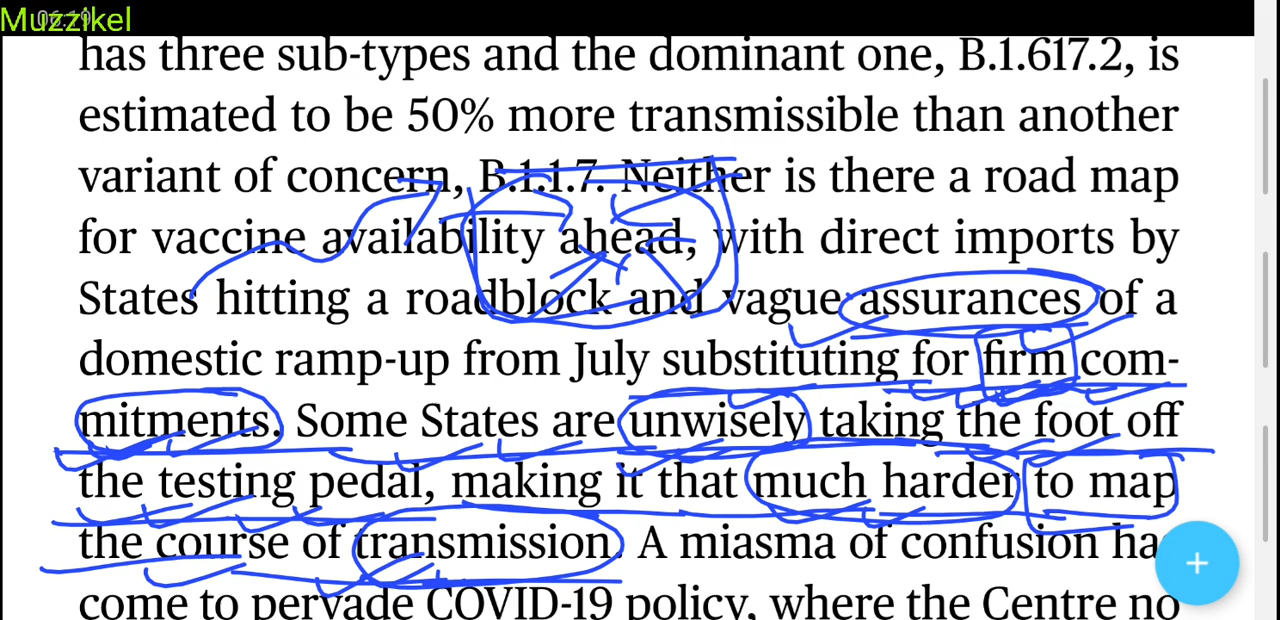 Muzzikel
has three sub-types and the dominant one, B.1.617.2, is
estimated to be 50% more transmissible than another
variant of concern, B.1.1.7. Neither is there a road map
for vaccine availability ahead, with direct imports by
States hitting a roadblock and vague assurances of a
domestic ramp-up from July substituting for firm com-
mitments. Some States are unwisely taking the foot off
the testing pedal, making it that much harder to map
the course of transmission. A miasma of confusion ha
come to pervade COVID-19 policy, where the Centre no